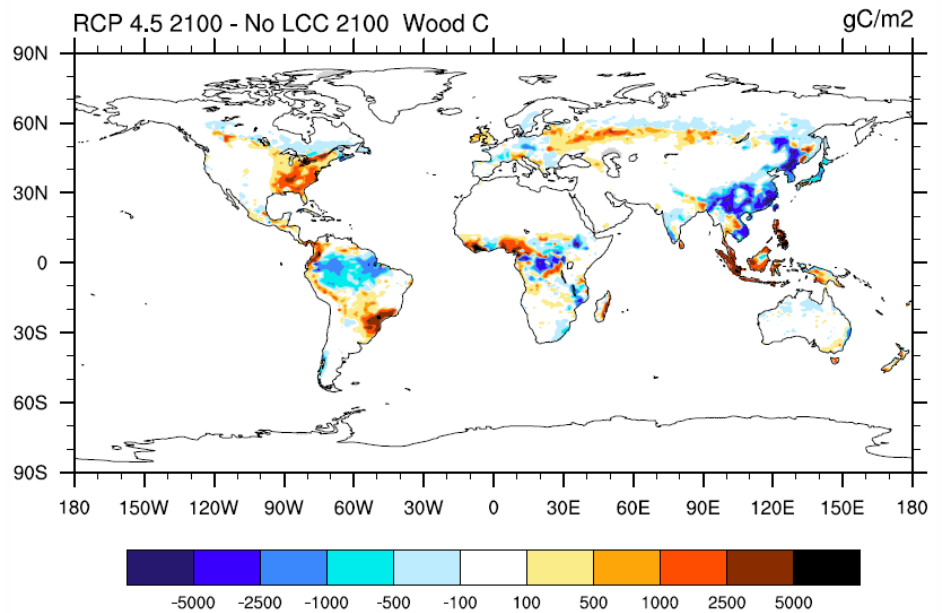 RCP 4.5 2100 - No LCC 2100 Wood C gC/m2
90N
60N
30N
0
30S
60S
90S
180 150W 120W 90W 60W 30W 0 30E 60E 90E 120E 150E 180
-5000 -2500 -1000 -500 -100 100 500 1000 2500 5000